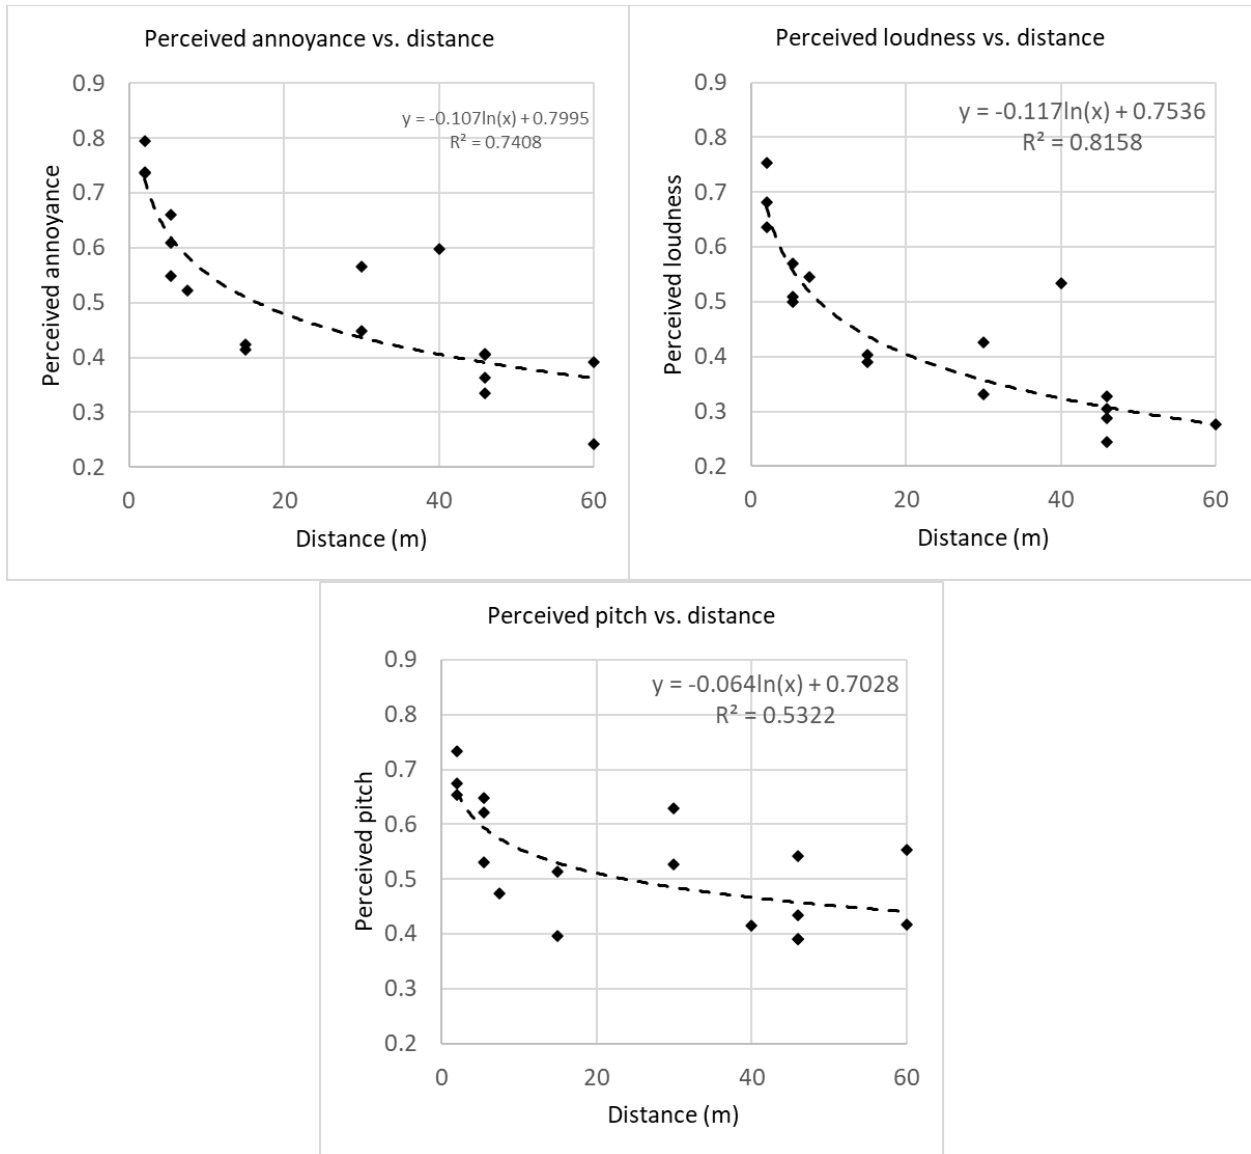 Perceived annoyance vs. distance
y = -0.107ln(x) + 0.7995
R² = 0.7408
Perceived annoyance
0.9
0.8
0.7
0.6
0.5
0.4
0.3
0.2
0 20 40 60
Distance (m)
Perceived loudness vs. distance
y = -0.117ln(x) + 0.7536
R² = 0.8158
Perceived loudness
0.9
0.8
0.7
0.6
0.5
0.4
0.3
0.2
0 20 40 60
Distance (m)
Perceived pitch vs. distance
y = -0.064ln(x) + 0.7028
R² = 0.5322
Perceived pitch
0.9
0.8
0.7
0.6
0.5
0.4
0.3
0.2
0 20 40 60
Distance (m)